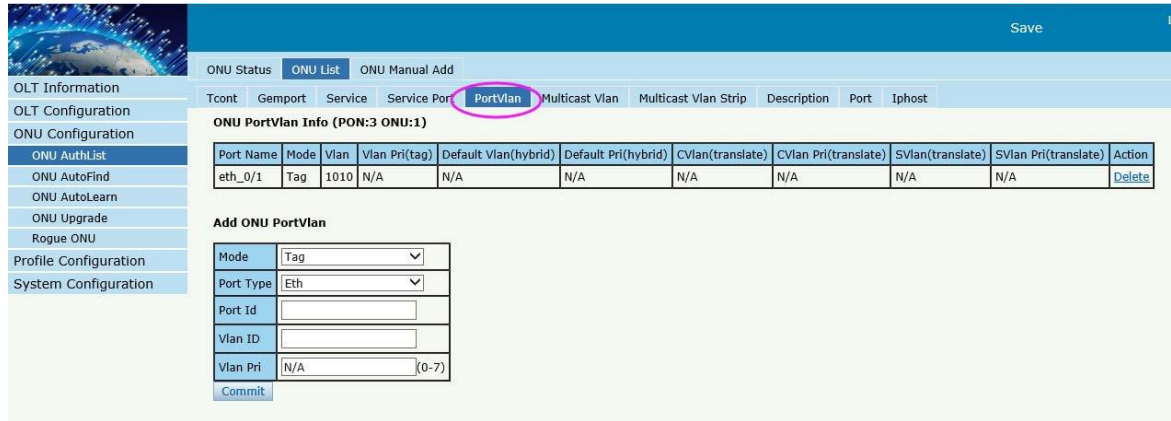 Save
ONU Status ONU List ONU Manual Add
OLT Information
OLT Configuration
ONU Configuration
ONU AuthList
ONU AutoFind
ONU AutoLearn
ONU Upgrade
Rogue ONU
Profile Configuration
System Configuration
Tcont Gemport Service Service Port PortVlan Multicast Vlan Multicast Vlan Strip Description Port Iphost
ONU PortVlan Info (PON:3 ONU:1)
Port Name Mode Vlan Vlan Pri(tag) Default Vlan(hybrid) Default Pri(hybrid) CVlan(translate) CVlan Pri(translate) SVlan(translate) SVlan Pri(translate) Action
eth_0/1 Tag 1010 N/A N/A N/A N/A N/A N/A N/A Delete
Add ONU PortVlan
Mode Tag
Port Type Eth
Port Id
Vlan ID
Vlan Pri N/A (0-7)
Commit